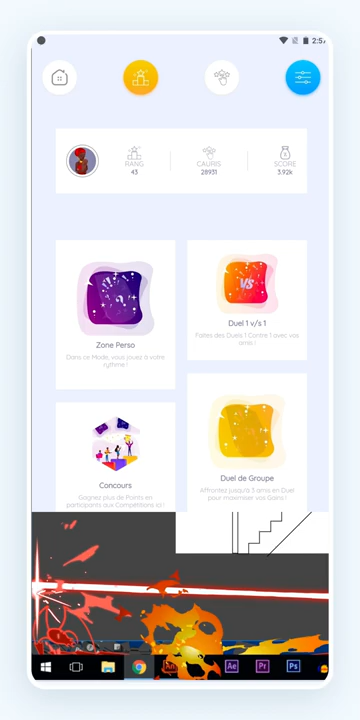 2:57
RANG
43
CAURIS
28931
SCORE
3.92k
Zone Perso
Dans ce Mode, vous jouez à votre
rythme !
VS
Duel 1 v/s 1
Faites des Duels 1 Contre 1 avec vos
amis !
Concours
Gagnez plus de Points en
participants aux Compétitions ici !
Duel de Groupe
Affrontez jusqu'à 3 amis en Duel
pour maximiser vos Gains !
An
Ae
Pr
Ps